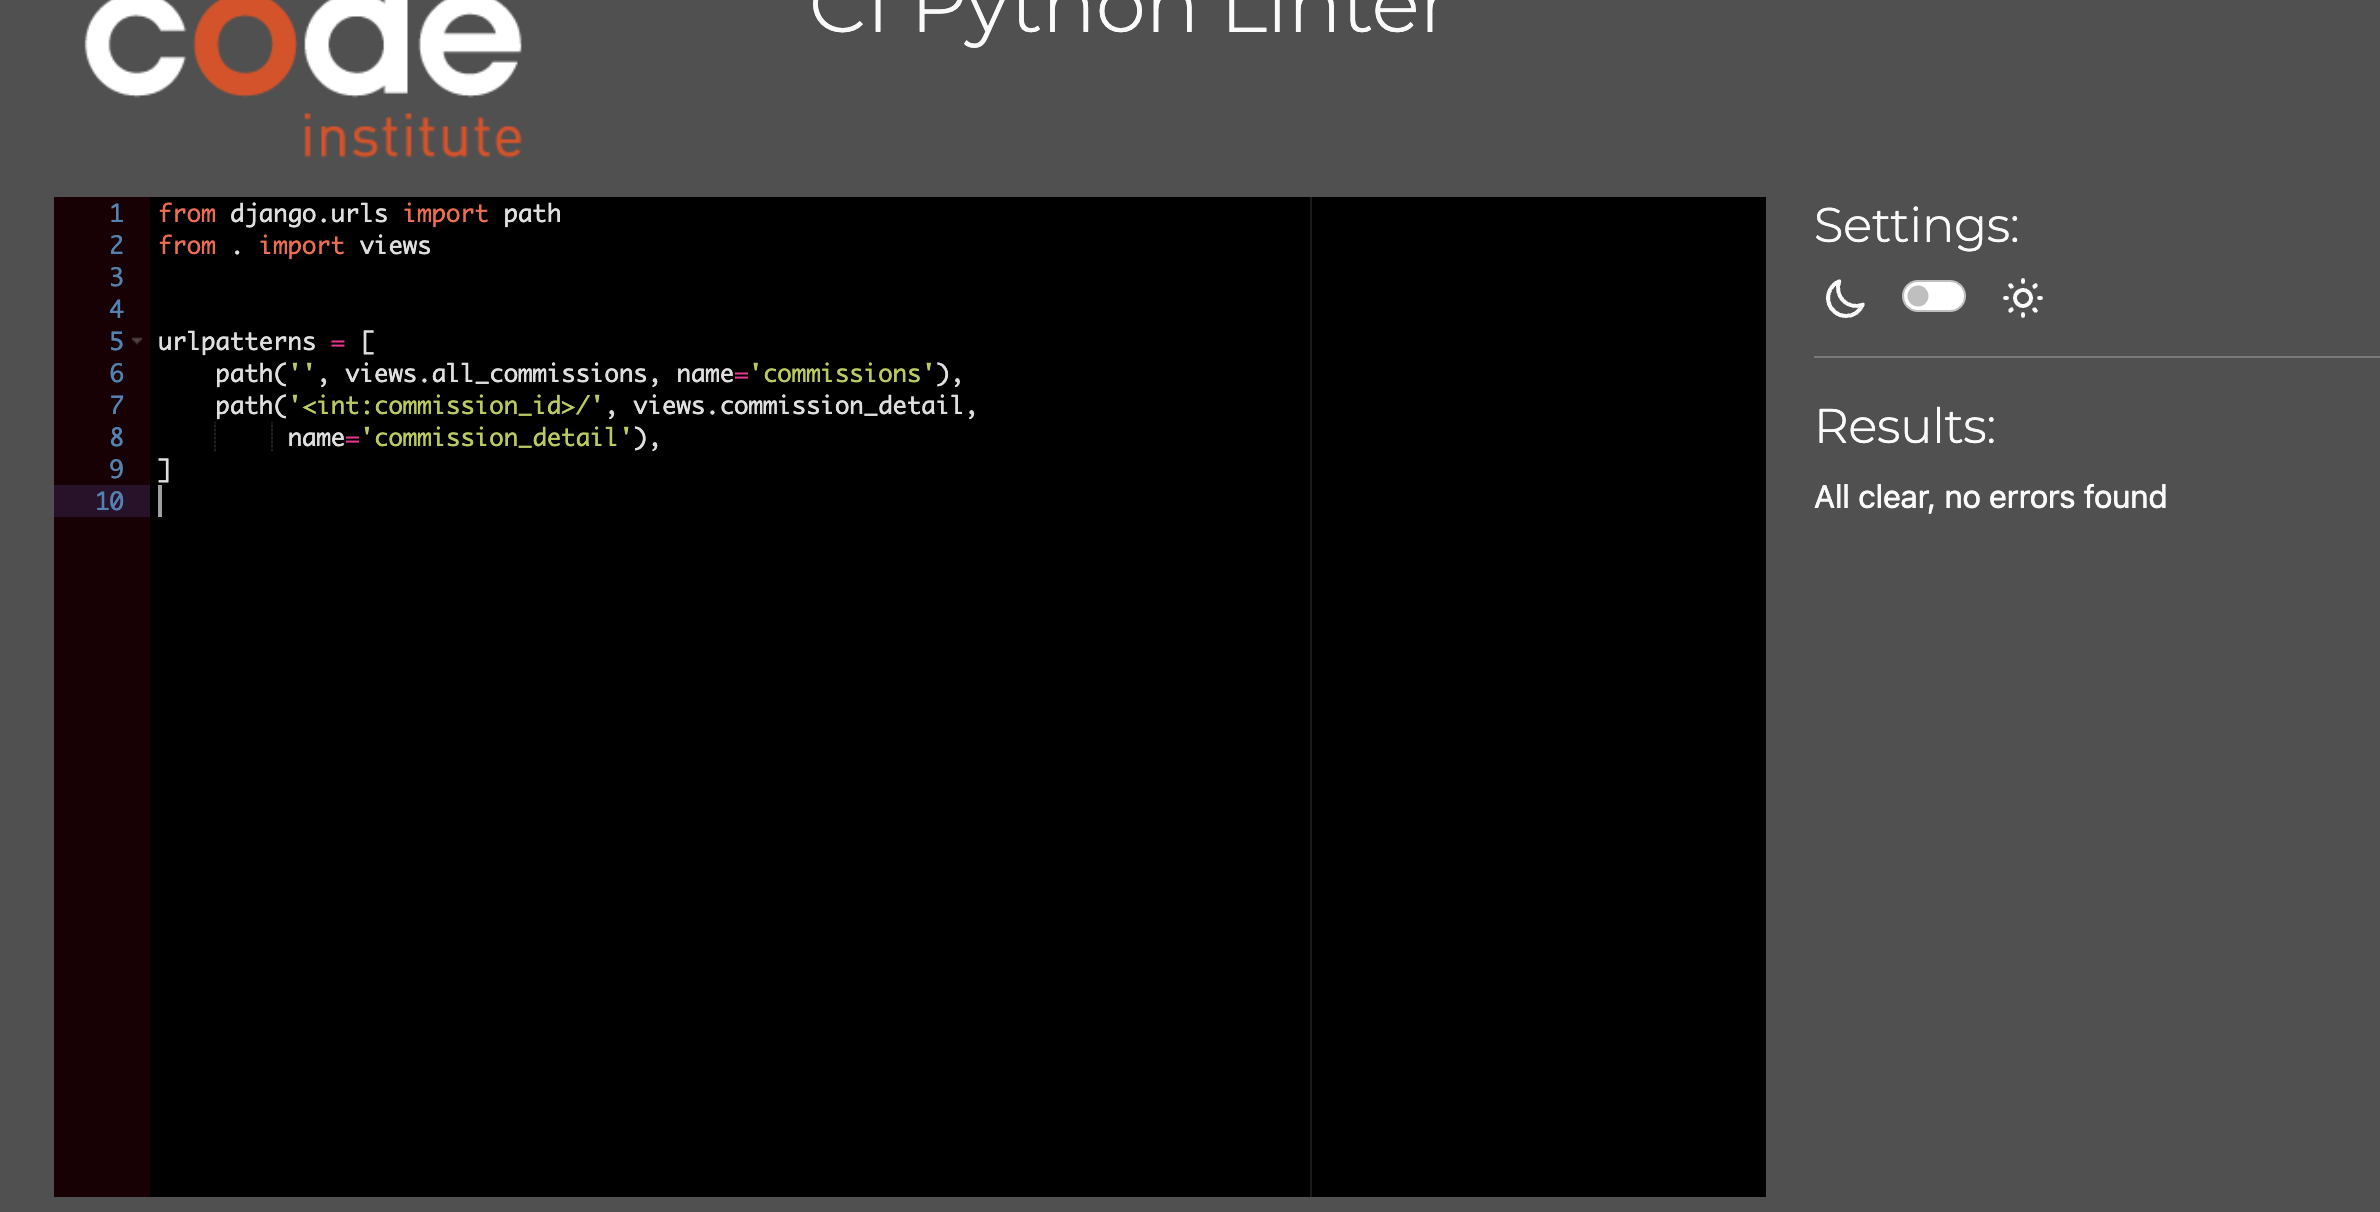 code
institute
CI Python Linter
1 from django.urls import path
2 from . import views
3
4
5 urlpatterns = [
6     path('', views.all_commissions, name='commissions'),
7     path('<int:commission_id>/', views.commission_detail,
8          name='commission_detail'),
9 ]
10
Settings:
Results:
All clear, no errors found